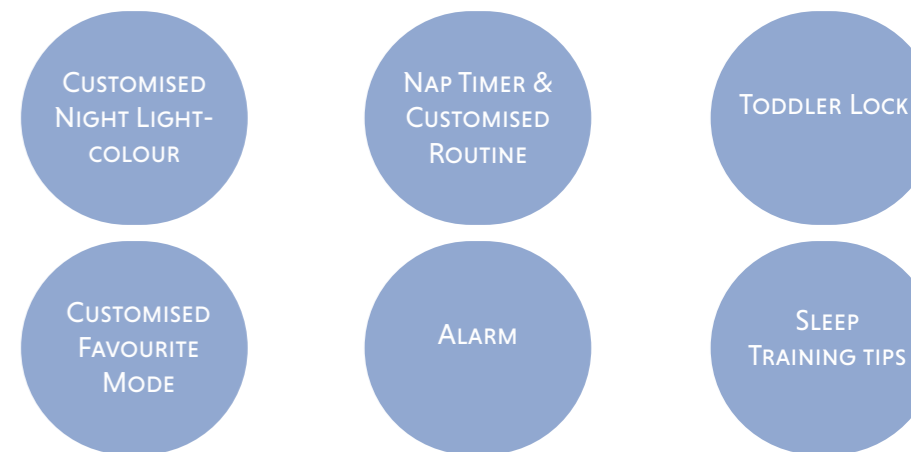 Customised
Night Light-
colour
Nap Timer &
Customised
Routine
Toddler Lock
Customised
Favourite
Mode
Alarm
Sleep
Training tips